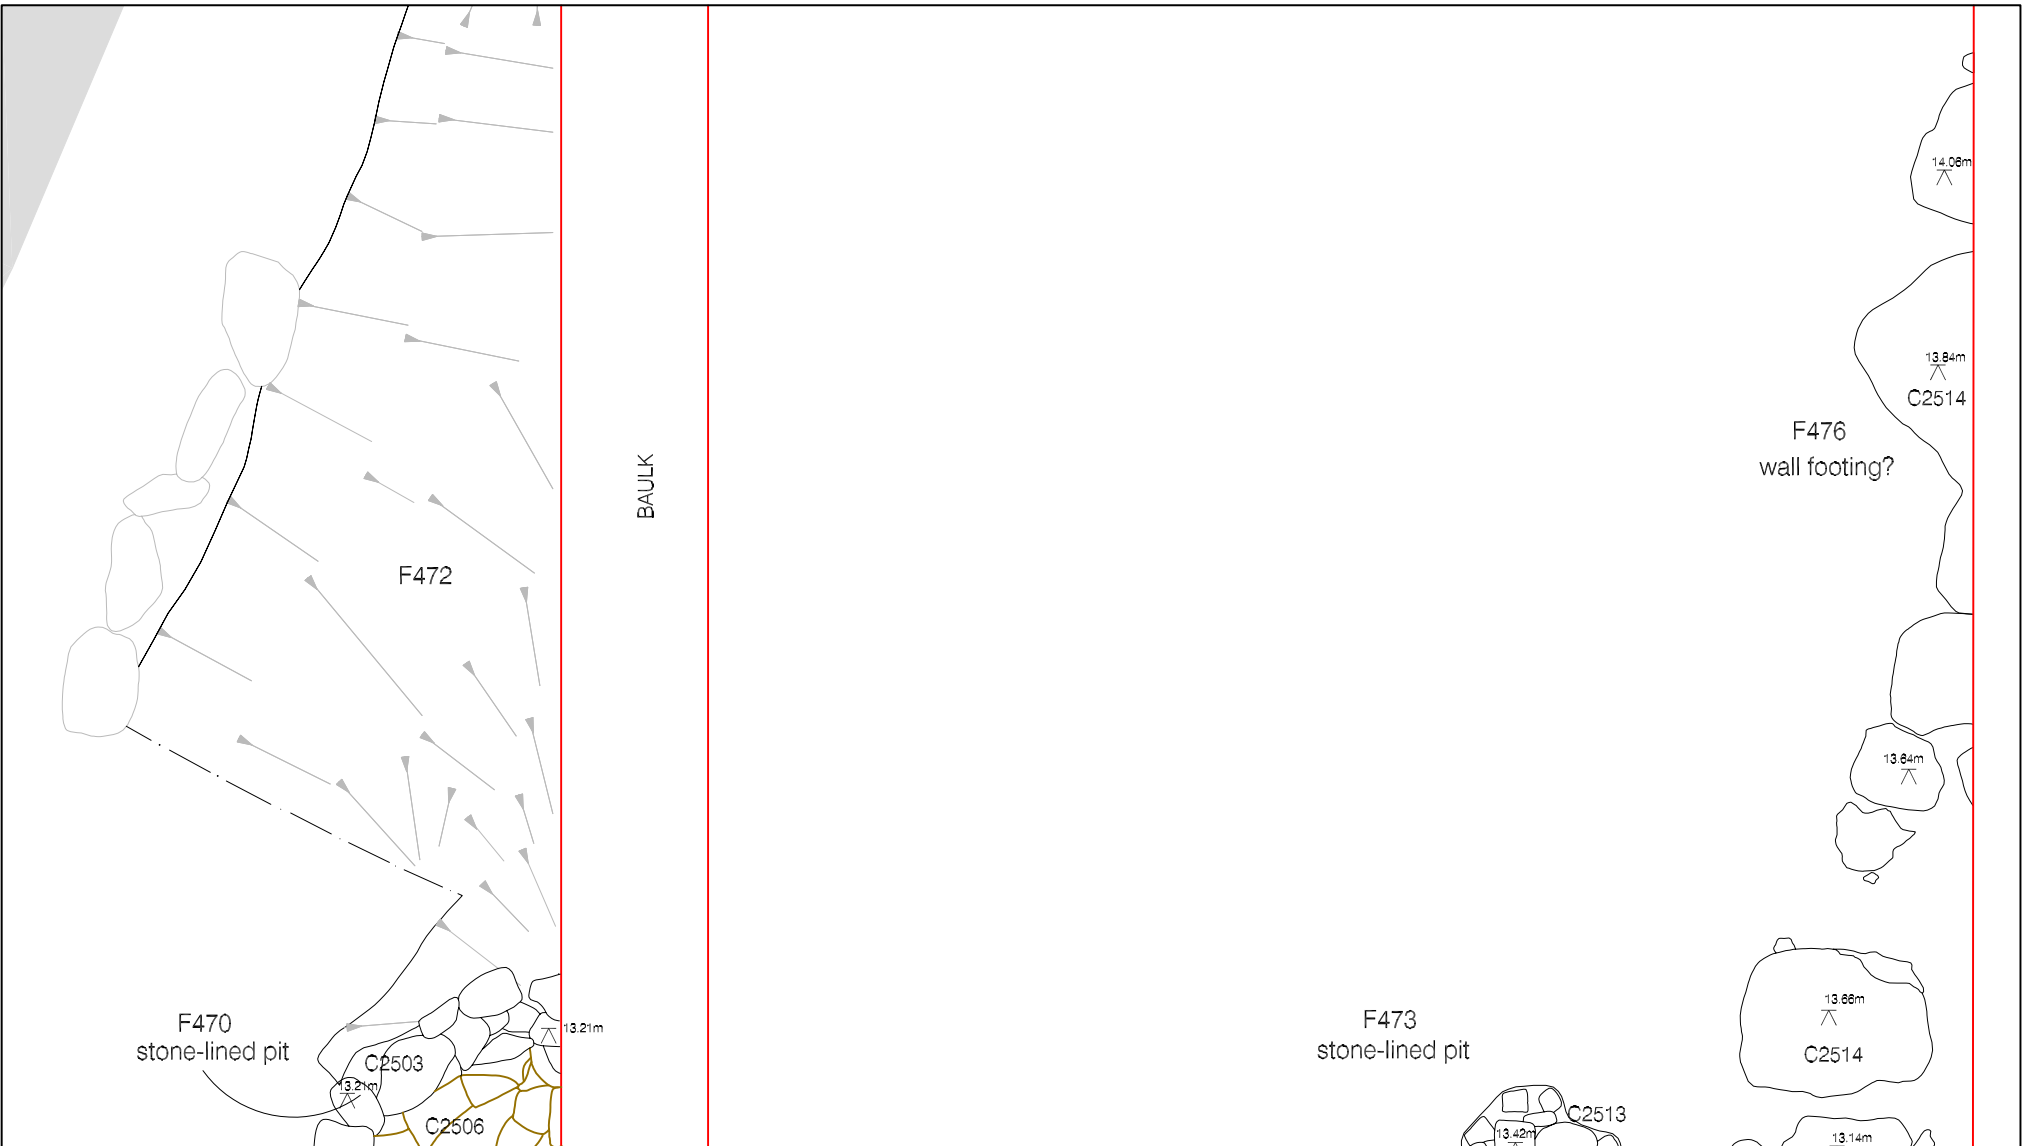 14.06m
13.84m
C2514
F476
wall footing?
BAULK
F472
13.64m
13.66m
C2514
F470
stone-lined pit
13.21m
F473
stone-lined pit
C2503
13.21m
C2506
C2513
13.42m
13.14m